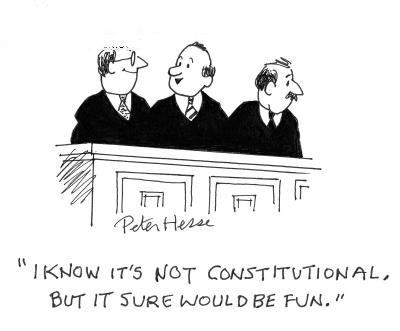 Peter Hesse
"I KNOW IT'S NOT CONSTITUTIONAL,
BUT IT SURE WOULD BE FUN."